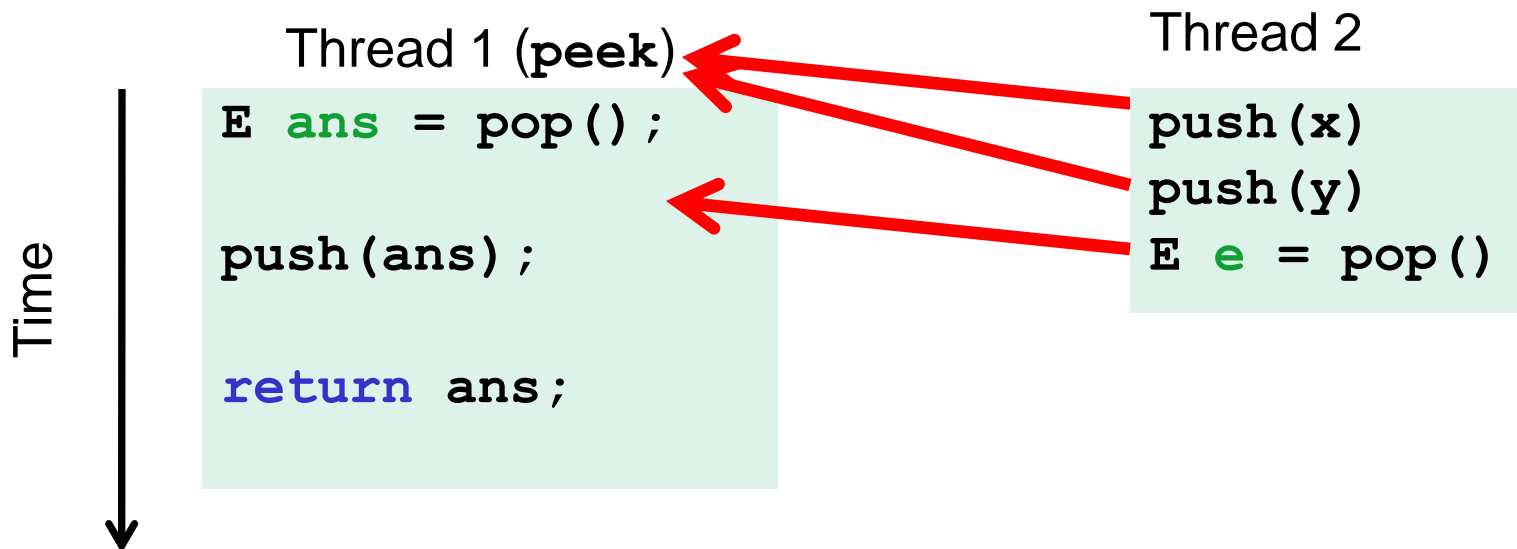 Thread 1 (peek)
E ans = pop();
push(ans);
return ans;
Thread 2
push(x)
push(y)
E e = pop()
Time